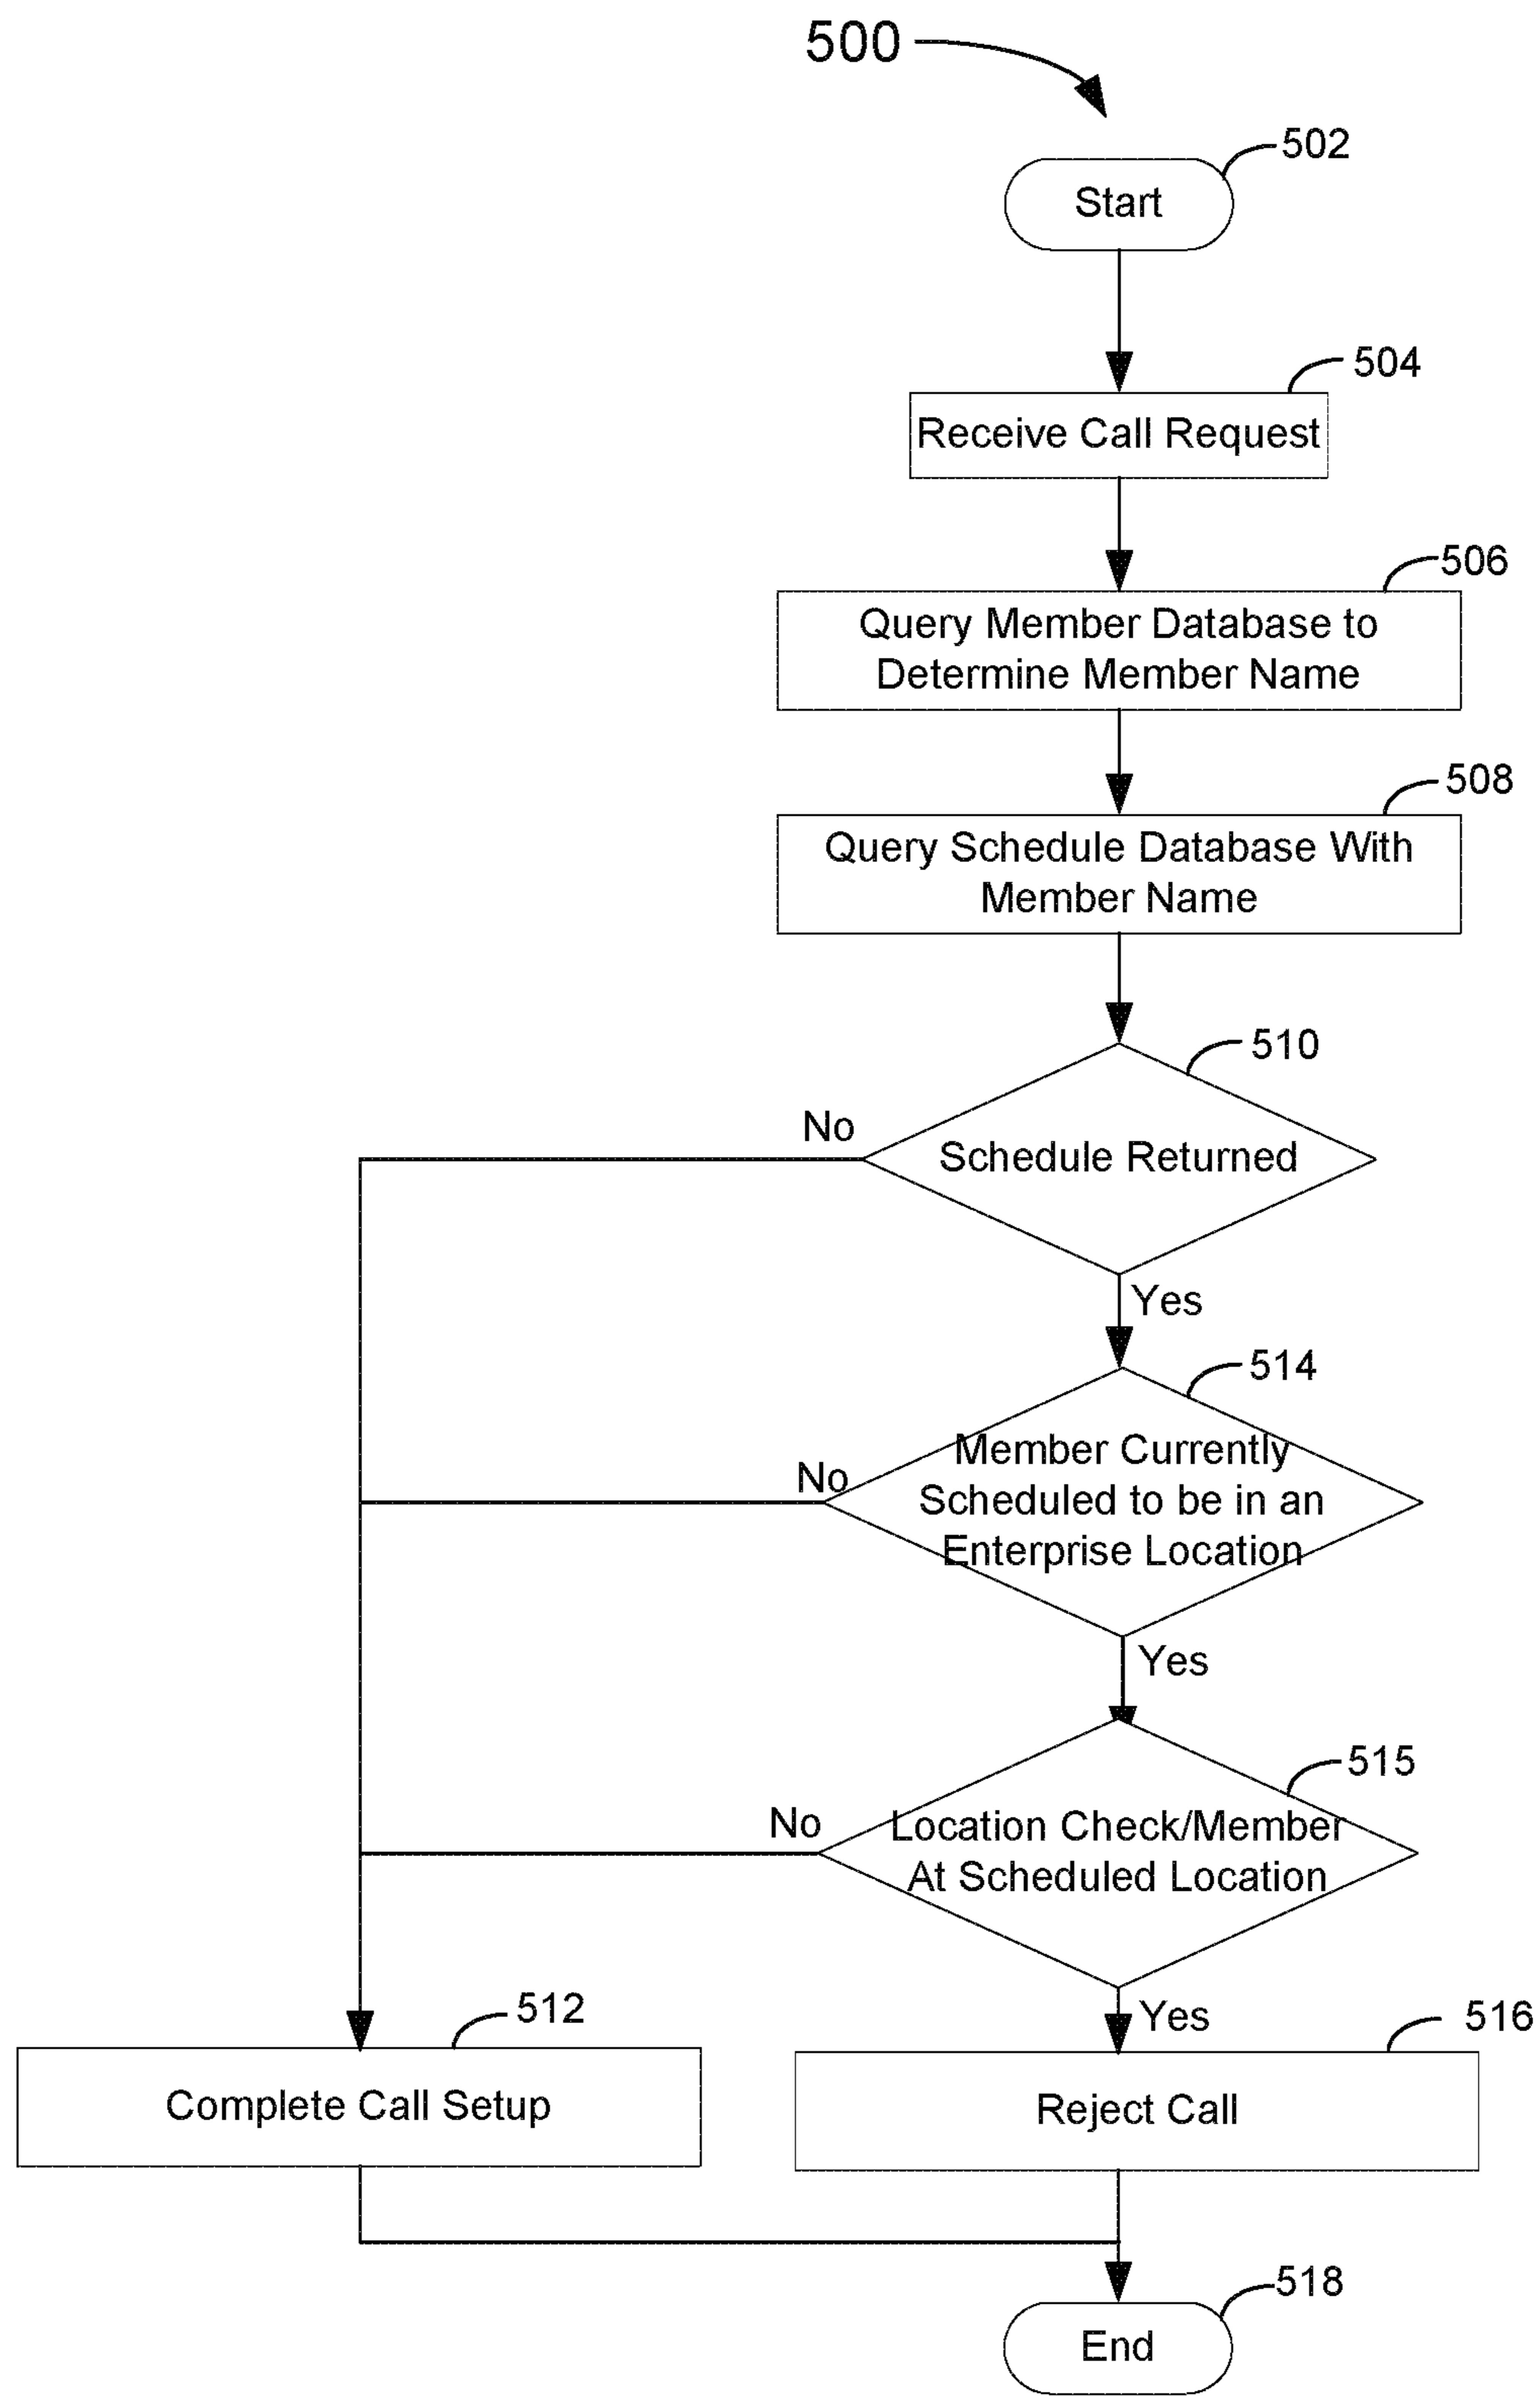 500
502
Start
504
Receive Call Request
506
Query Member Database to
Determine Member Name
508
Query Schedule Database With
Member Name
510
No
Schedule Returned
Yes
514
No
Member Currently
Scheduled to be in an
Enterprise Location
Yes
515
No
Location Check/Member
At Scheduled Location
512
Yes
516
Complete Call Setup
Reject Call
518
End